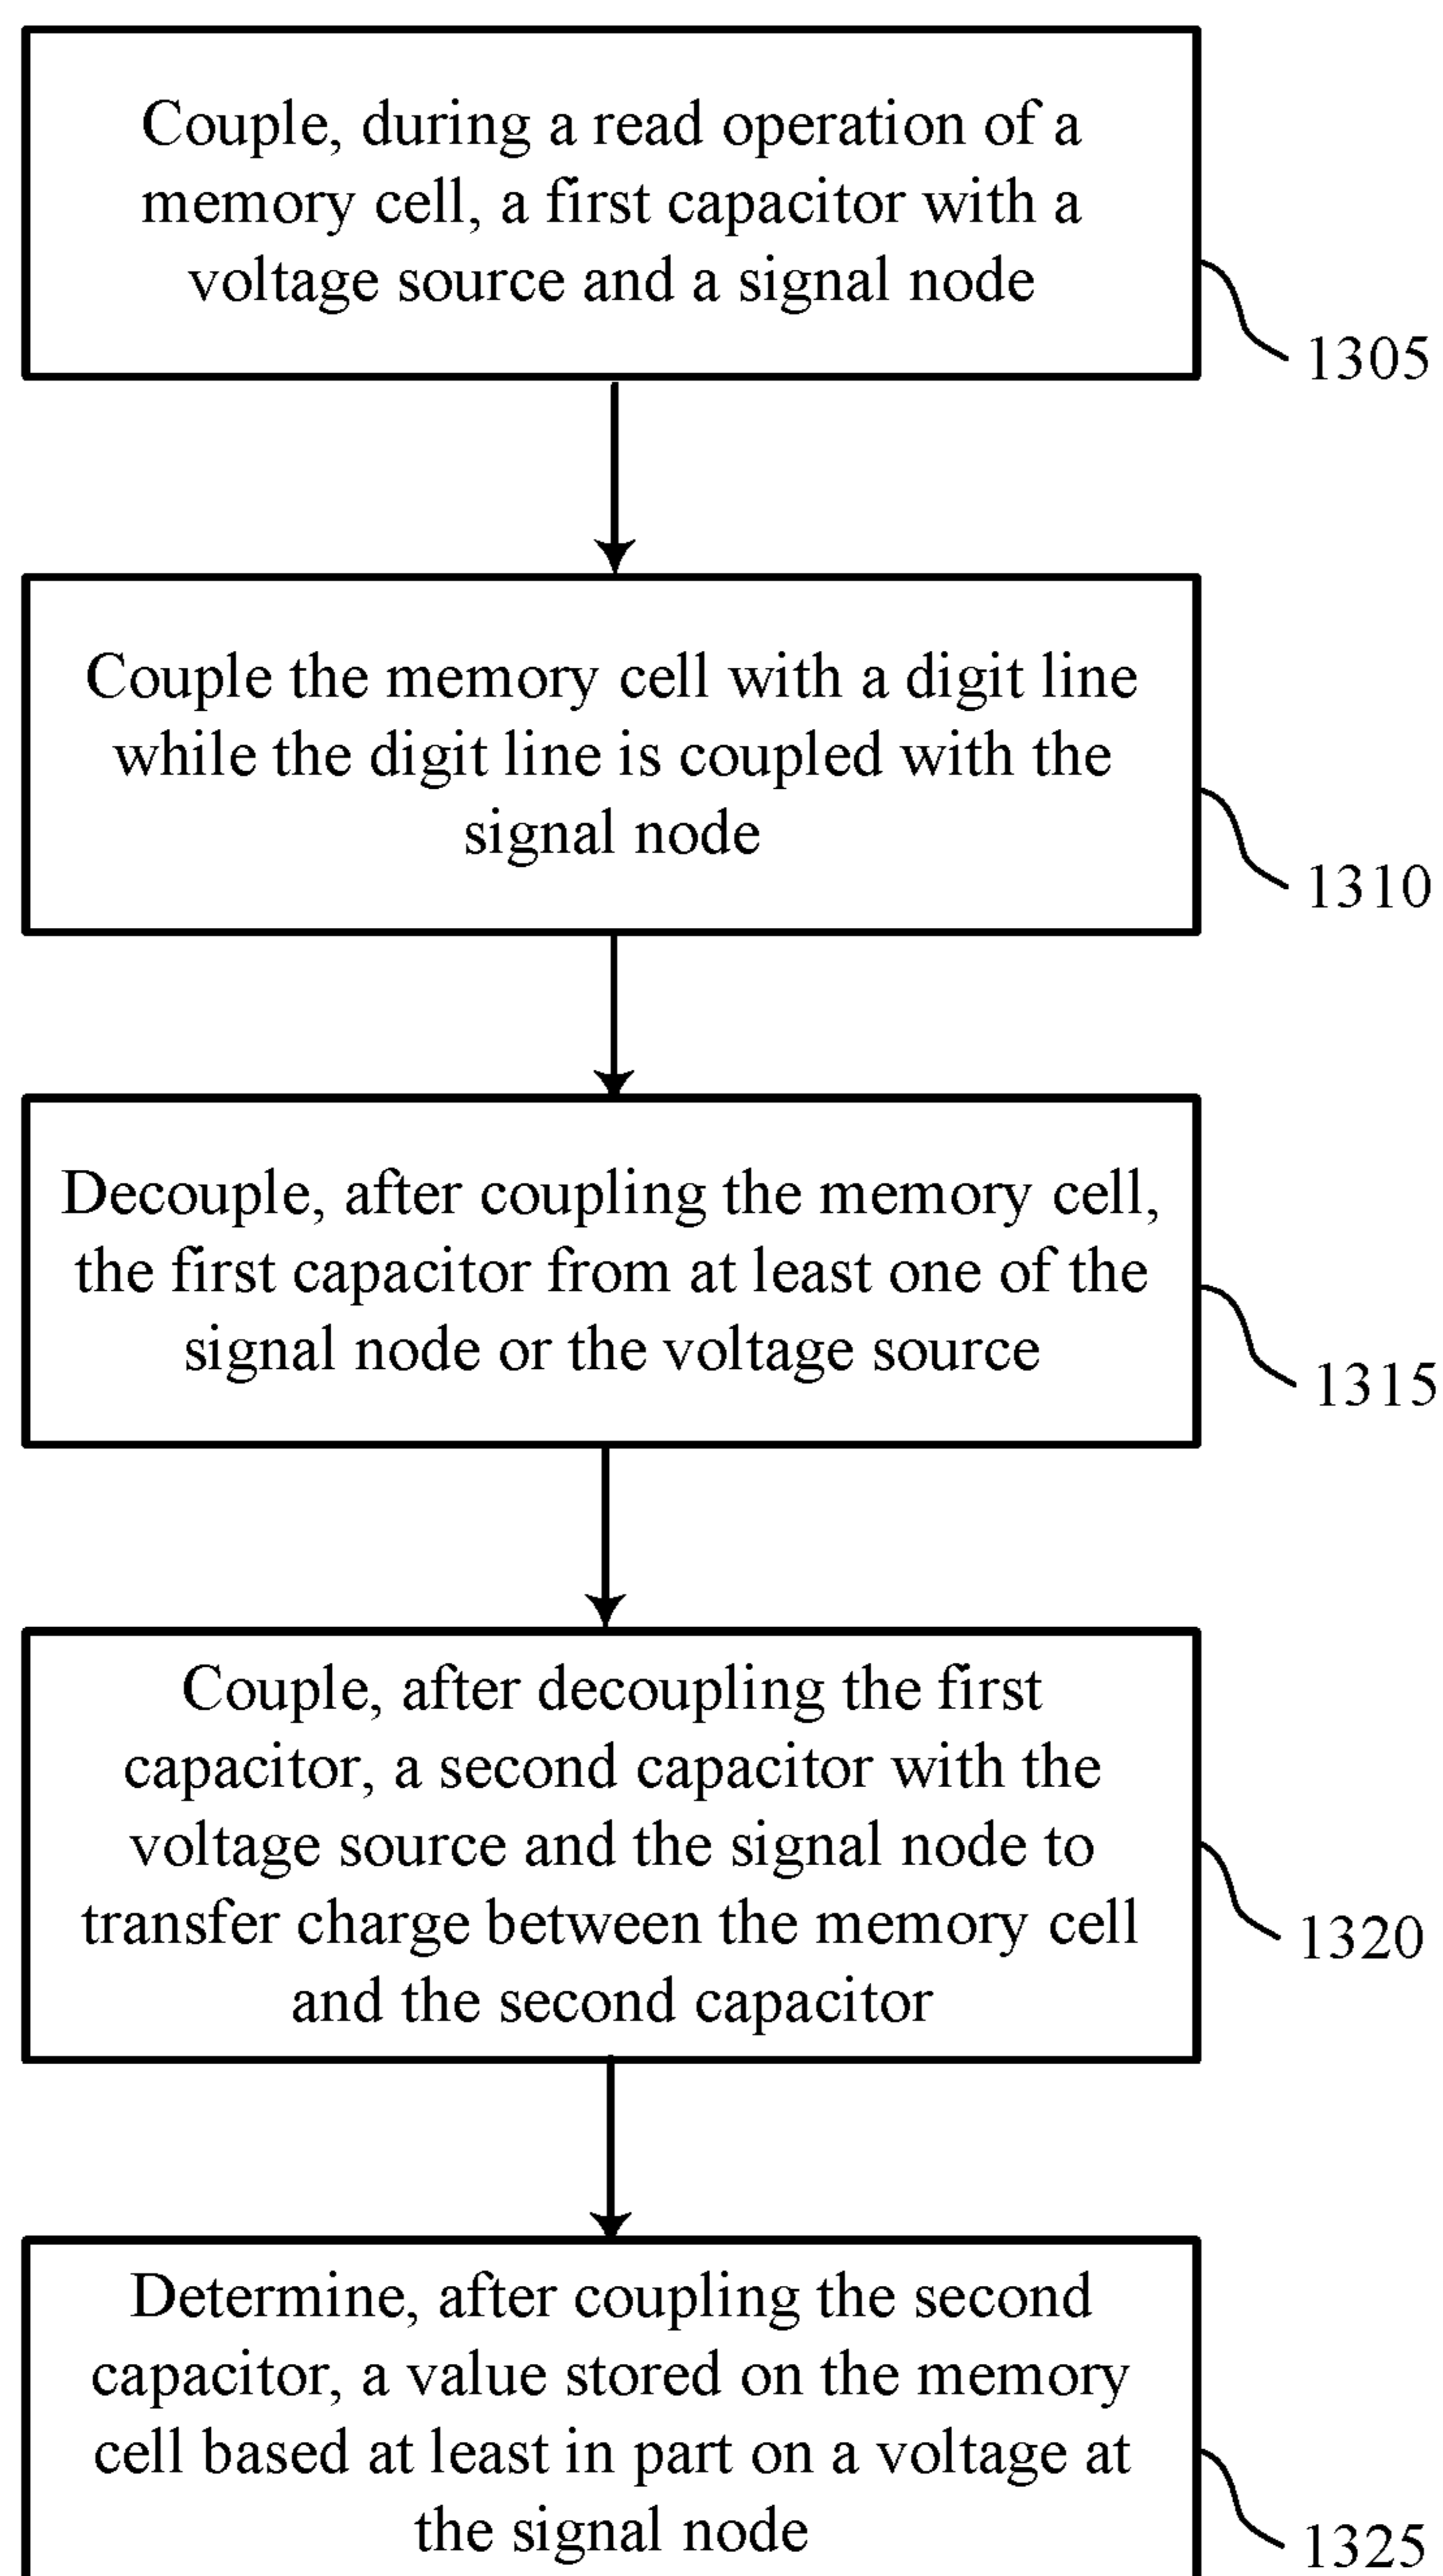 Couple, during a read operation of a
memory cell, a first capacitor with a
voltage source and a signal node
1305
Couple the memory cell with a digit line
while the digit line is coupled with the
signal node
1310
Decouple, after coupling the memory cell,
the first capacitor from at least one of the
signal node or the voltage source
1315
Couple, after decoupling the first
capacitor, a second capacitor with the
voltage source and the signal node to
transfer charge between the memory cell
and the second capacitor
1320
Determine, after coupling the second
capacitor, a value stored on the memory
cell based at least in part on a voltage at
the signal node
1325